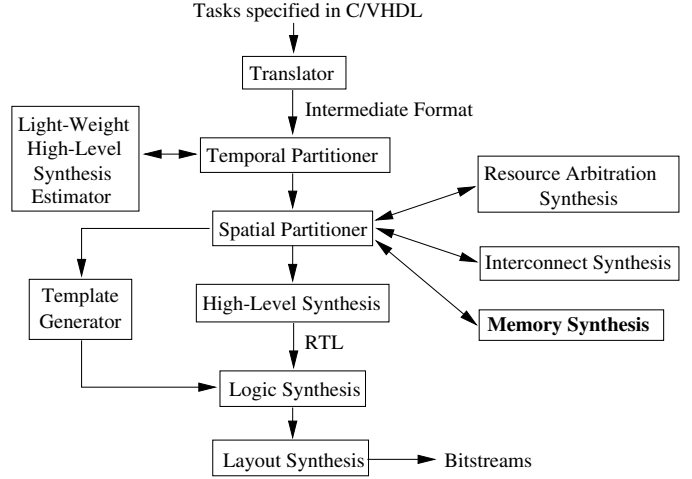 Tasks specified in C/VHDL
Translator
Intermediate Format
Light-Weight
High-Level
Synthesis
Estimator
Temporal Partitioner
Resource Arbitration
Synthesis
Spatial Partitioner
Interconnect Synthesis
Template
Generator
High-Level Synthesis
Memory Synthesis
RTL
Logic Synthesis
Layout Synthesis
Bitstreams